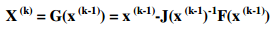 X (k) = G(x (k-1)) = x (k-1)-J(x (k-1)-1F(x (k-1))